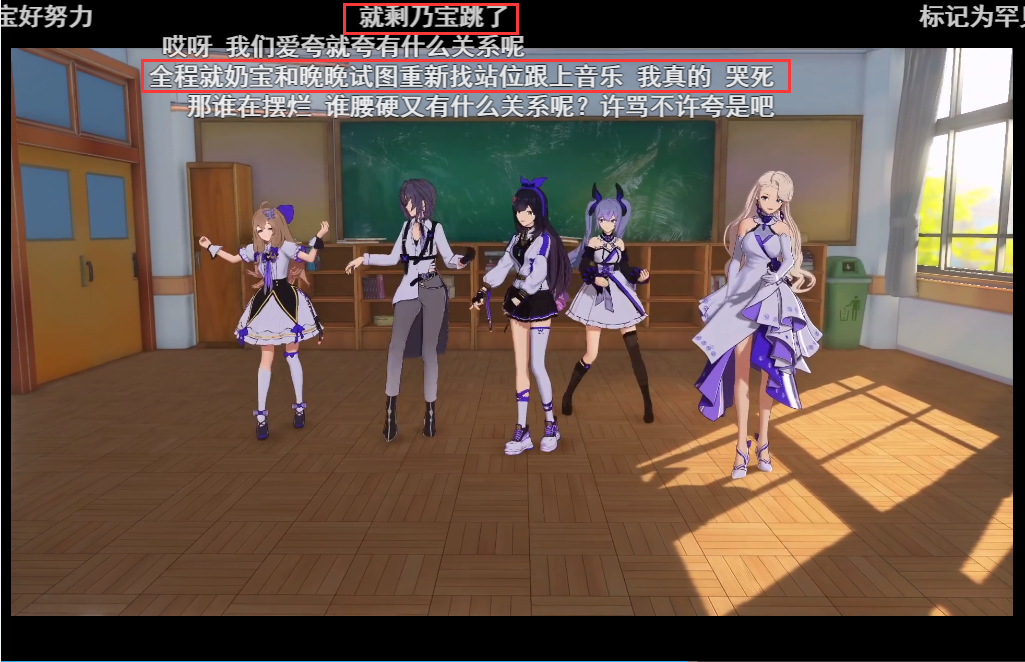 宝好努力
就剩乃宝跳了
标记为罕见
哎呀 我们爱夸就夸有什么关系呢
全程就奶宝和晚晚试图重新找站位跟上音乐 我真的 哭死
那谁在摆烂 谁腰硬又有什么关系呢？许骂不许夸是吧